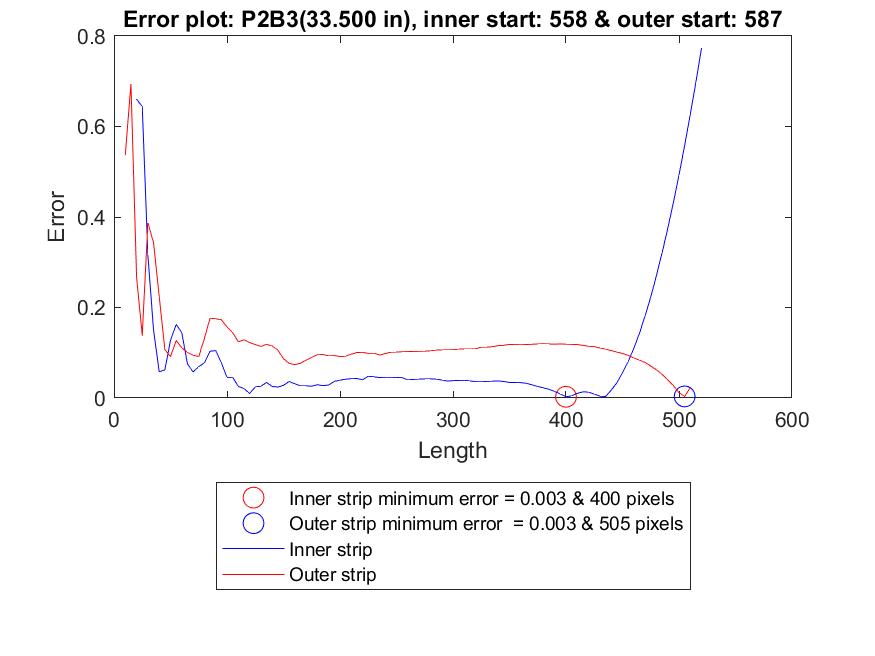 Error plot: P2B3(33.500 in), inner start: 558 & outer start: 587
0.8
0.6
0.4
0.2
0
Error
0 100 200 300 400 500 600
Length
Inner strip minimum error = 0.003 & 400 pixels
Outer strip minimum error  = 0.003 & 505 pixels
Inner strip
Outer strip